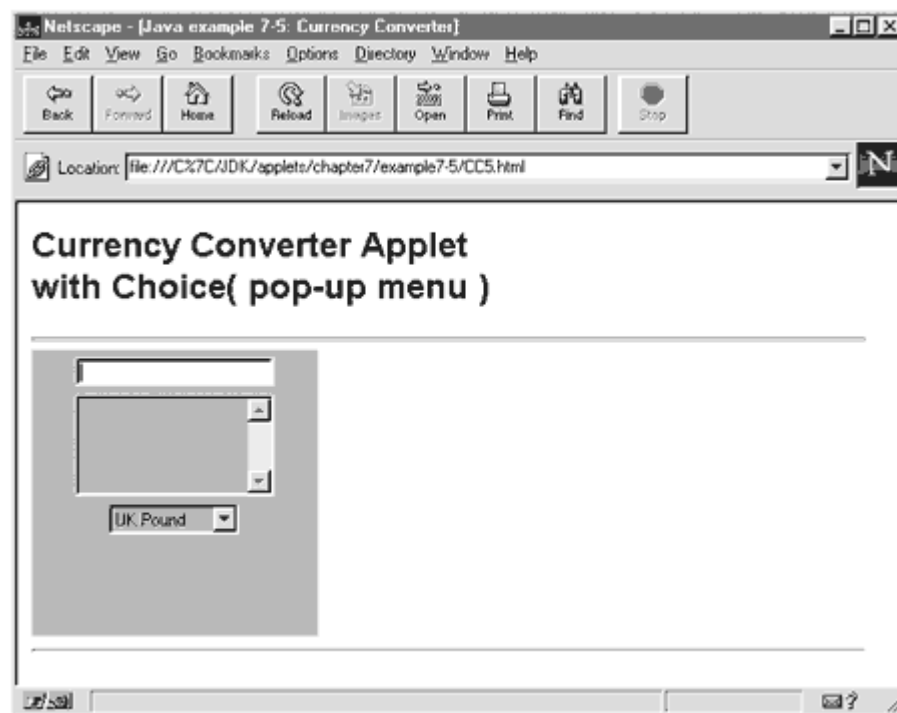 Netscape - [Java example 7-5: Currency Converter]
File Edit View Go Bookmarks Options Directory Window Help
Back Forward Home Reload Images Open Print Find Stop
Location: file:///C%7C/JDK/applets/chapter7/example7-5/CC5.html
N
Currency Converter Applet
with Choice( pop-up menu )
UK Pound
?